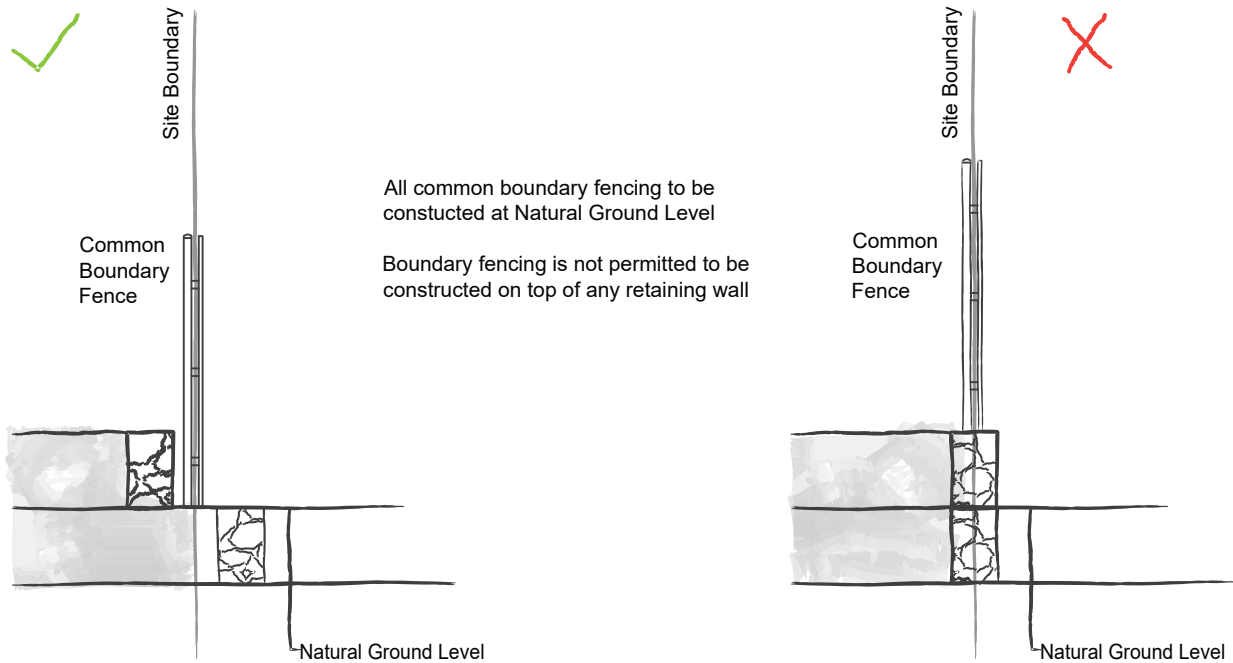 Site Boundary
Common
Boundary
Fence
All common boundary fencing to be
constucted at Natural Ground Level
Boundary fencing is not permitted to be
constructed on top of any retaining wall
Natural Ground Level
Site Boundary
Common
Boundary
Fence
Natural Ground Level